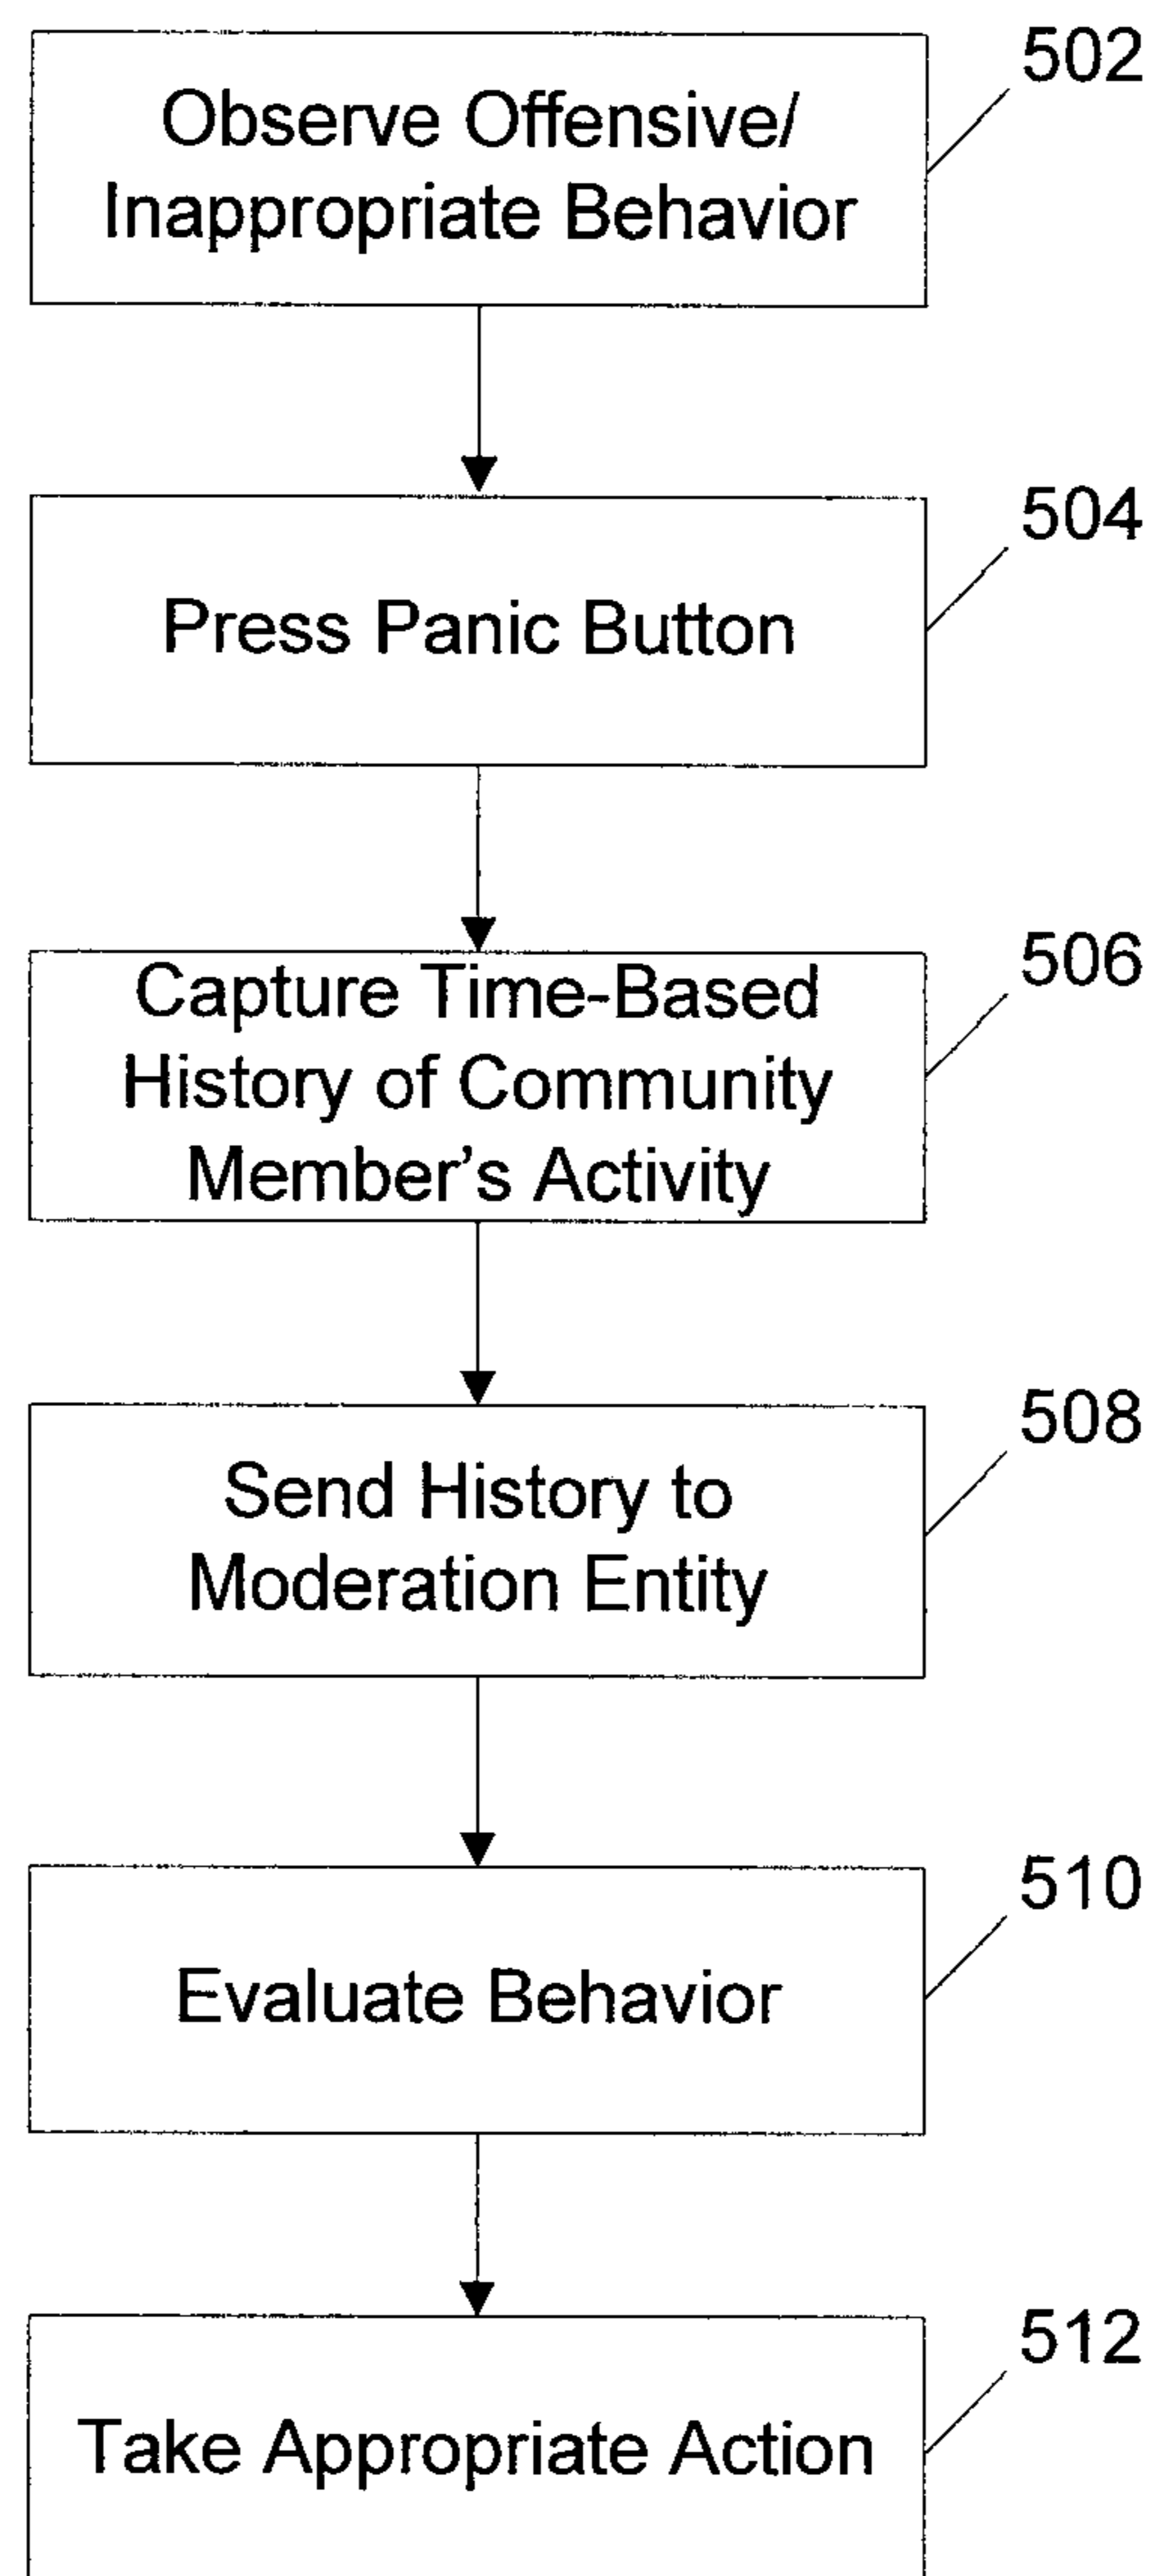 502
Observe Offensive/
Inappropriate Behavior
504
Press Panic Button
506
Capture Time-Based
History of Community
Member's Activity
508
Send History to
Moderation Entity
510
Evaluate Behavior
512
Take Appropriate Action